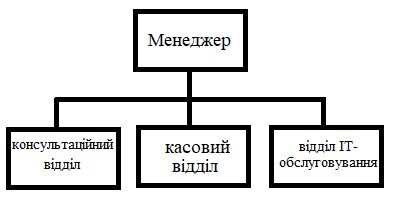 Менеджер
консультаційний
відділ
касовий
відділ
відділ ІТ-
обслуговування